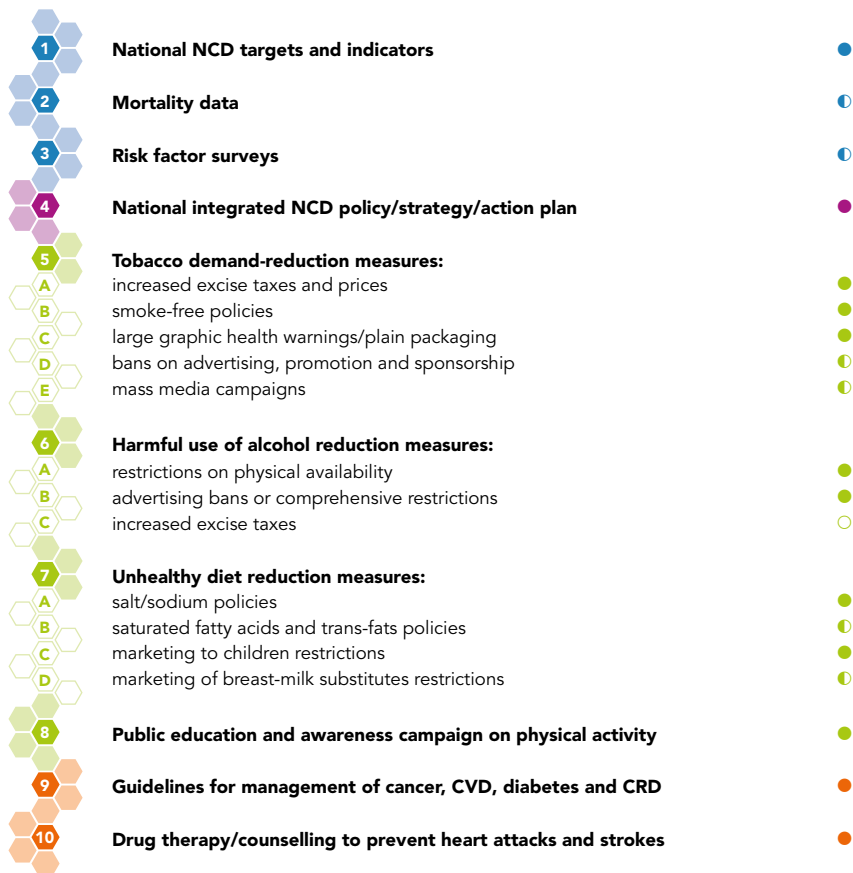 1 National NCD targets and indicators
2 Mortality data
3 Risk factor surveys
4 National integrated NCD policy/strategy/action plan
5 Tobacco demand-reduction measures:
A increased excise taxes and prices
B smoke-free policies
C large graphic health warnings/plain packaging
D bans on advertising, promotion and sponsorship
E mass media campaigns
6 Harmful use of alcohol reduction measures:
A restrictions on physical availability
B advertising bans or comprehensive restrictions
C increased excise taxes
7 Unhealthy diet reduction measures:
A salt/sodium policies
B saturated fatty acids and trans-fats policies
C marketing to children restrictions
D marketing of breast-milk substitutes restrictions
8 Public education and awareness campaign on physical activity
9 Guidelines for management of cancer, CVD, diabetes and CRD
10 Drug therapy/counselling to prevent heart attacks and strokes